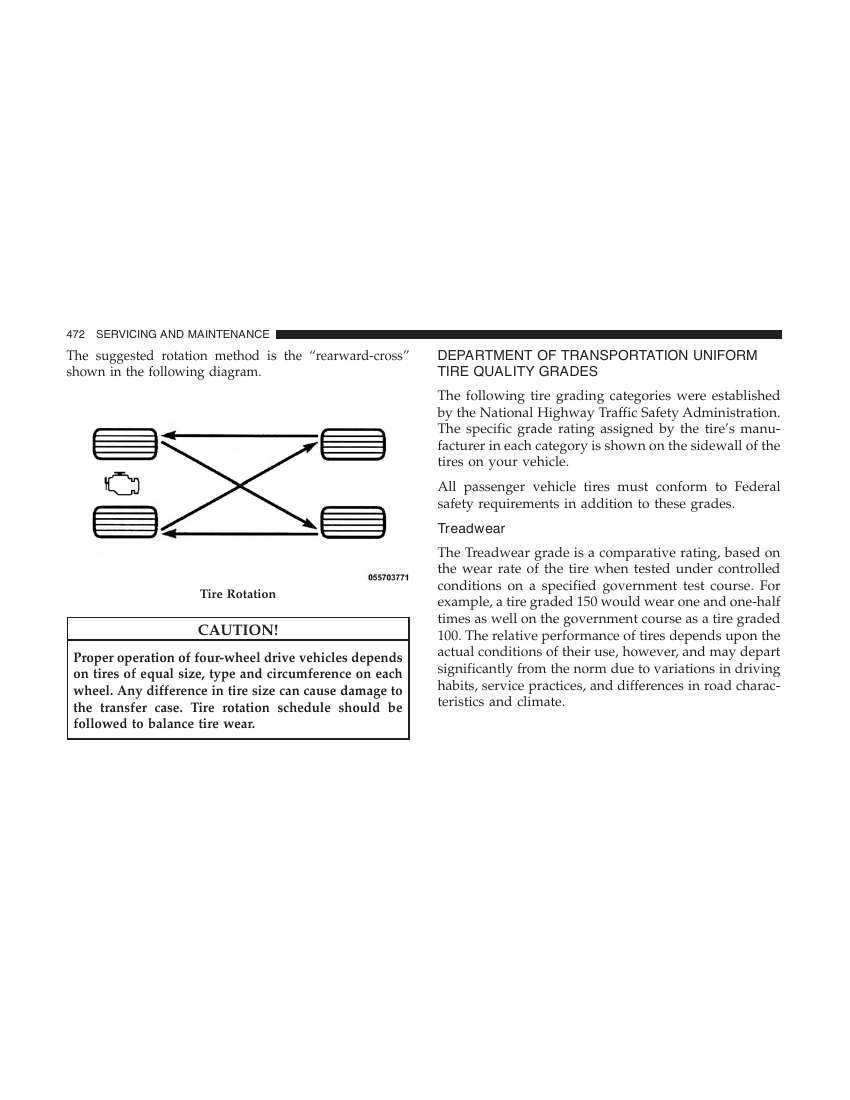 472 SERVICING AND MAINTENANCE
The suggested rotation method is the “rearward-cross”
shown in the following diagram.
055703771
Tire Rotation
CAUTION!
Proper operation of four-wheel drive vehicles depends
on tires of equal size, type and circumference on each
wheel. Any difference in tire size can cause damage to
the transfer case. Tire rotation schedule should be
followed to balance tire wear.
DEPARTMENT OF TRANSPORTATION UNIFORM
TIRE QUALITY GRADES
The following tire grading categories were established
by the National Highway Traffic Safety Administration.
The specific grade rating assigned by the tire’s manu-
facturer in each category is shown on the sidewall of the
tires on your vehicle.
All passenger vehicle tires must conform to Federal
safety requirements in addition to these grades.
Treadwear
The Treadwear grade is a comparative rating, based on
the wear rate of the tire when tested under controlled
conditions on a specified government test course. For
example, a tire graded 150 would wear one and one-half
times as well on the government course as a tire graded
100. The relative performance of tires depends upon the
actual conditions of their use, however, and may depart
significantly from the norm due to variations in driving
habits, service practices, and differences in road charac-
teristics and climate.